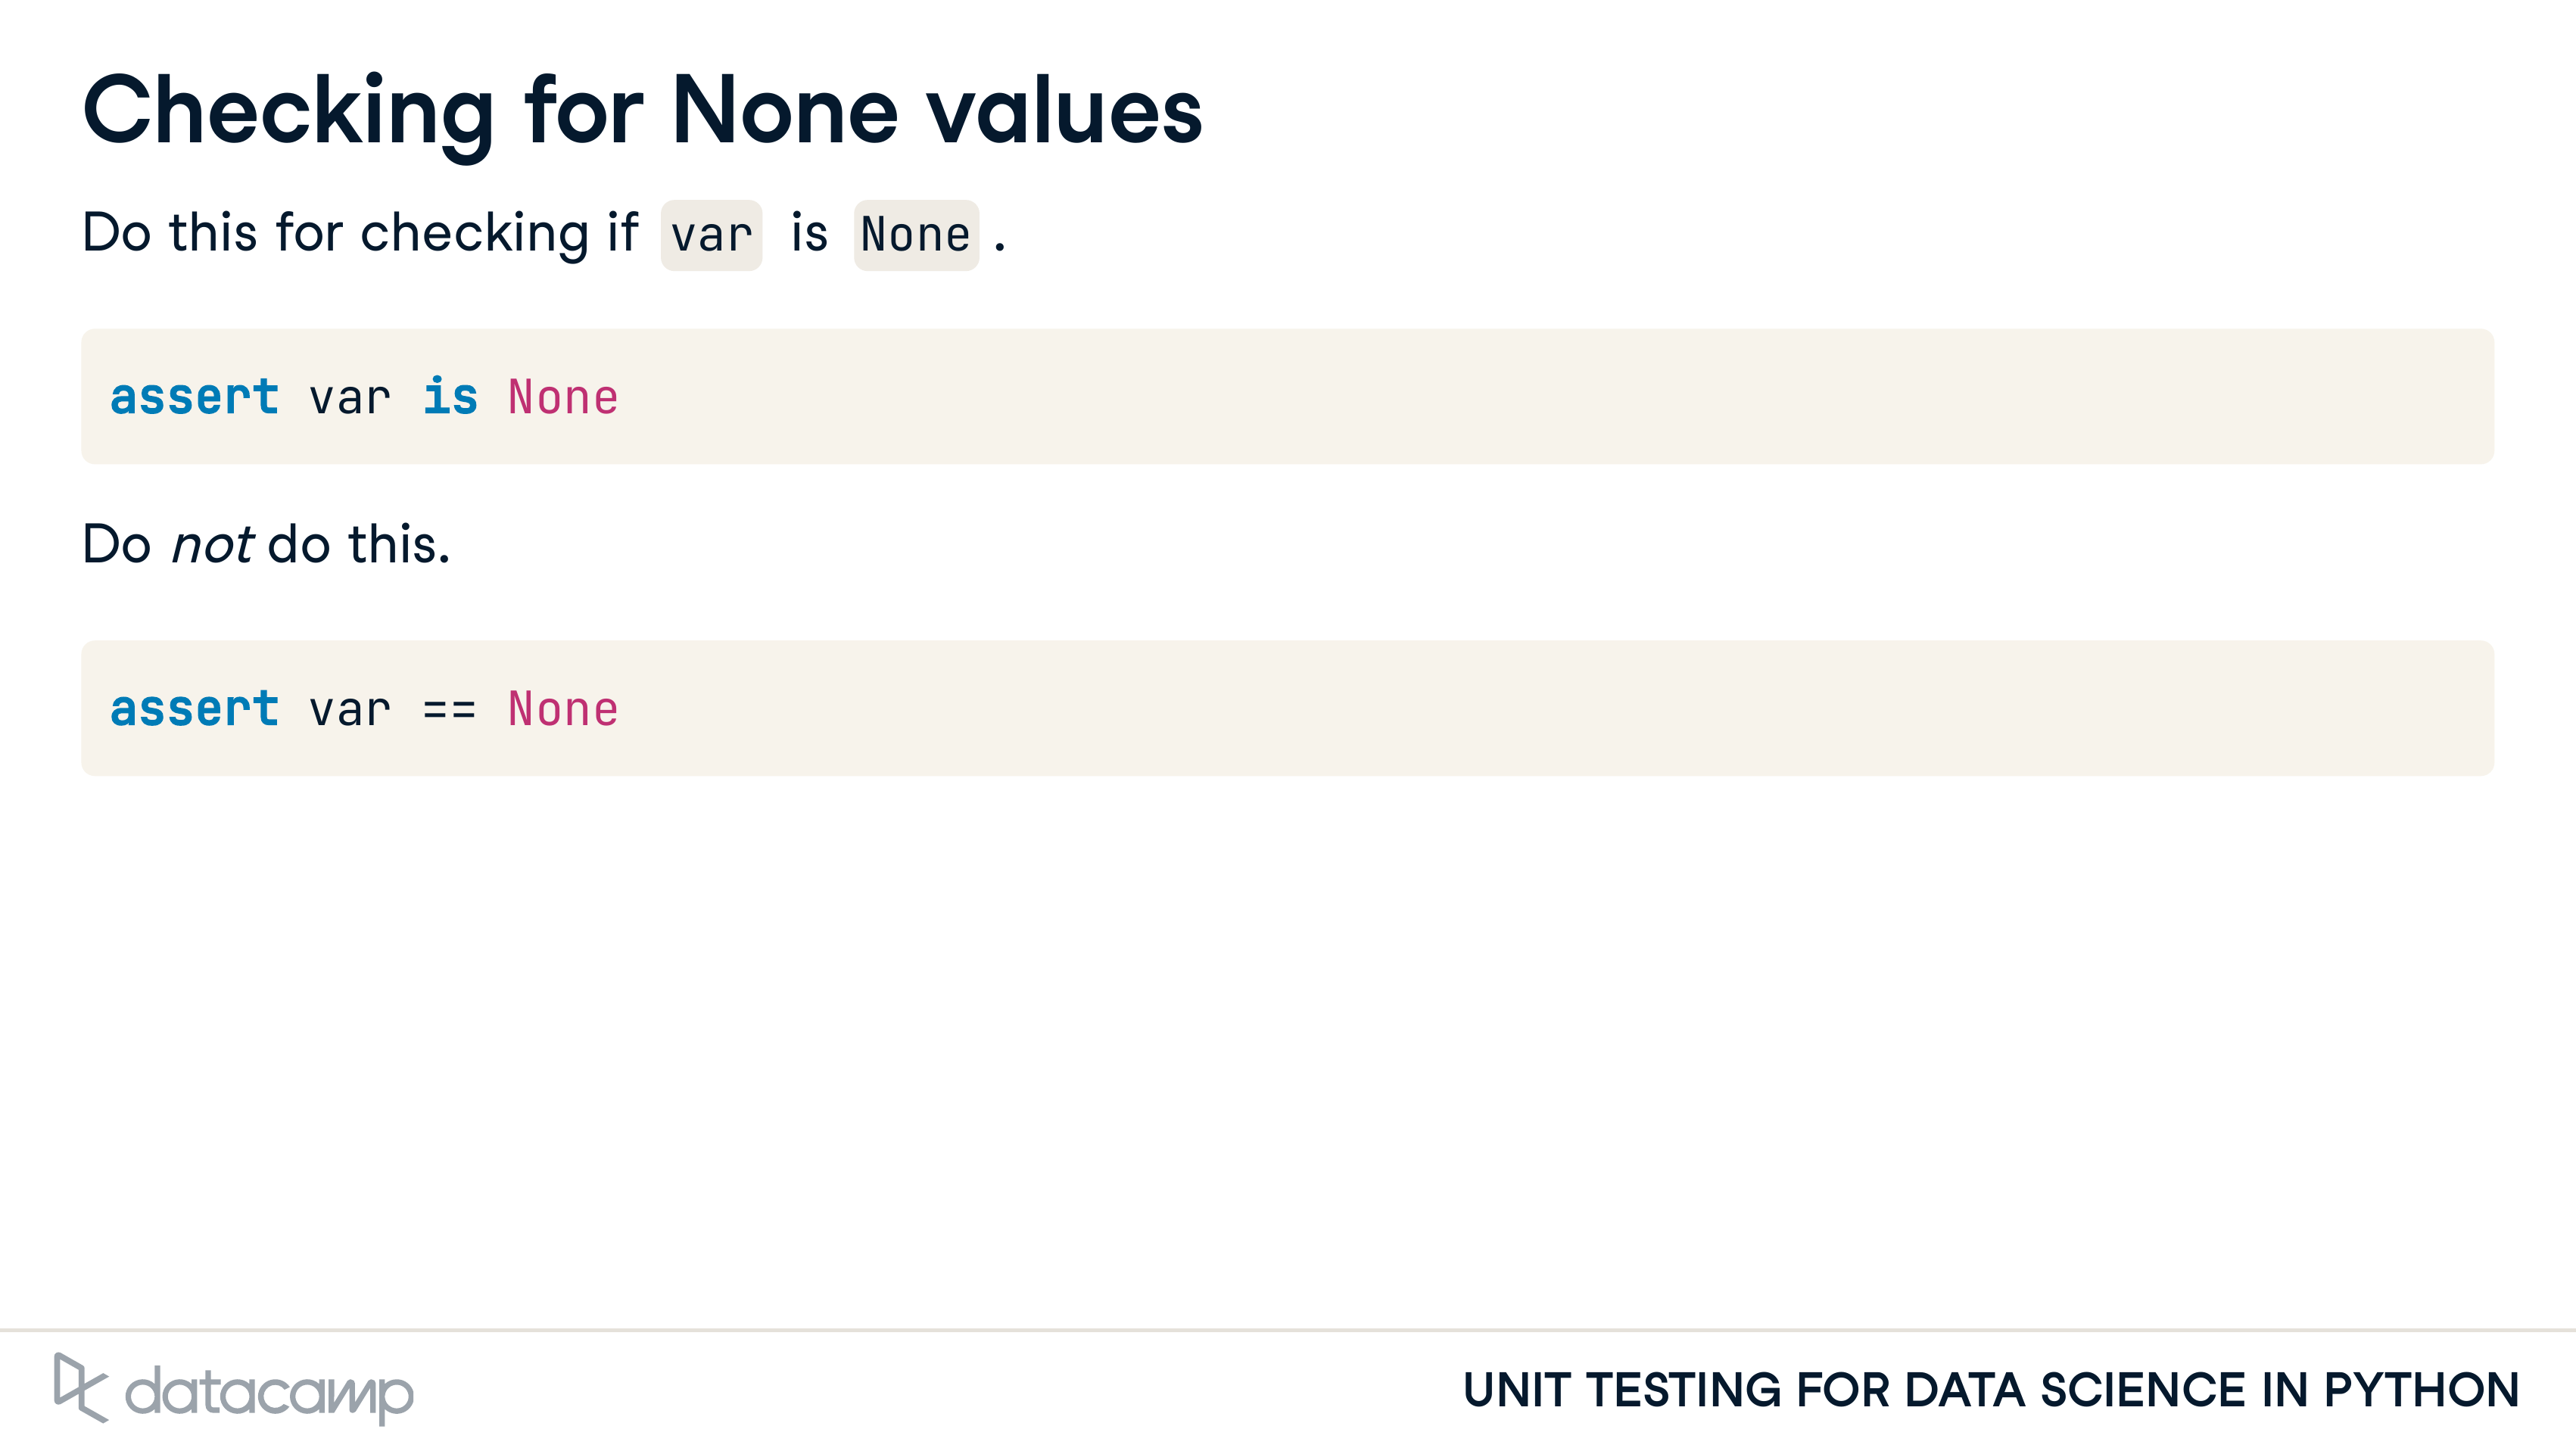 Checking for None values
Do this for checking if var is None .
assert var is None
Do not do this.
assert var == None
datacamp
UNIT TESTING FOR DATA SCIENCE IN PYTHON